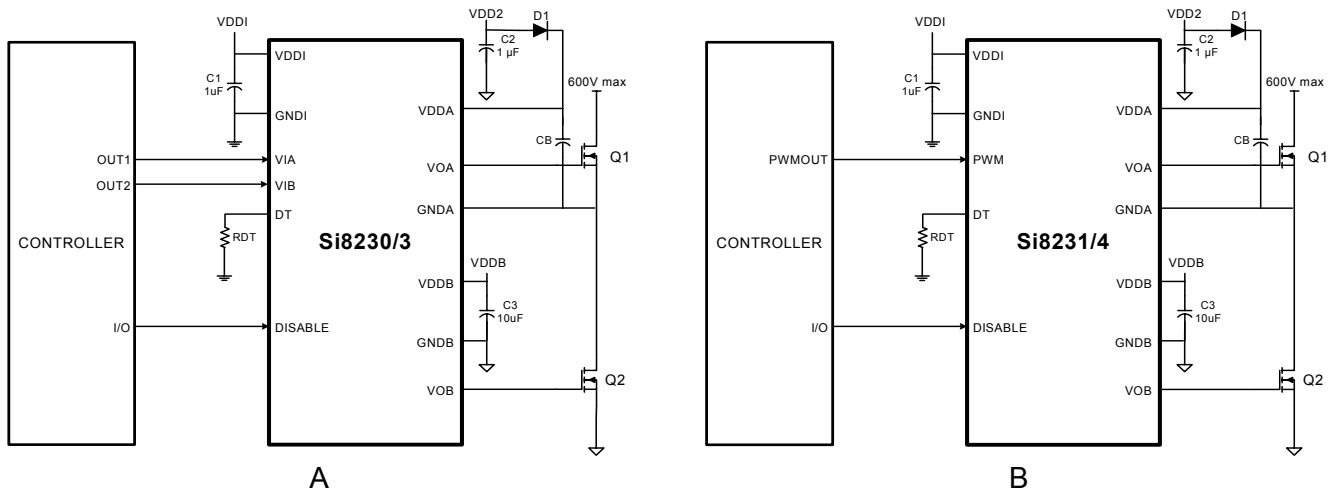 VDDI
C1
1uF
VDDI
GNDI
OUT1
OUT2
VIA
VIB
DT
RDT
CONTROLLER
Si8230/3
I/O
DISABLE
VDD2
D1
C2
1 µF
600V max
VDDA
CB
VOA
Q1
GNDA
VDDB
VDDB
C3
10uF
GNDB
VOB
Q2
A
VDDI
C1
1uF
VDDI
GNDI
PWMOUT
PWM
DT
RDT
CONTROLLER
Si8231/4
I/O
DISABLE
VDD2
D1
C2
1 µF
600V max
VDDA
CB
VOA
Q1
GNDA
VDDB
VDDB
C3
10uF
GNDB
VOB
Q2
B